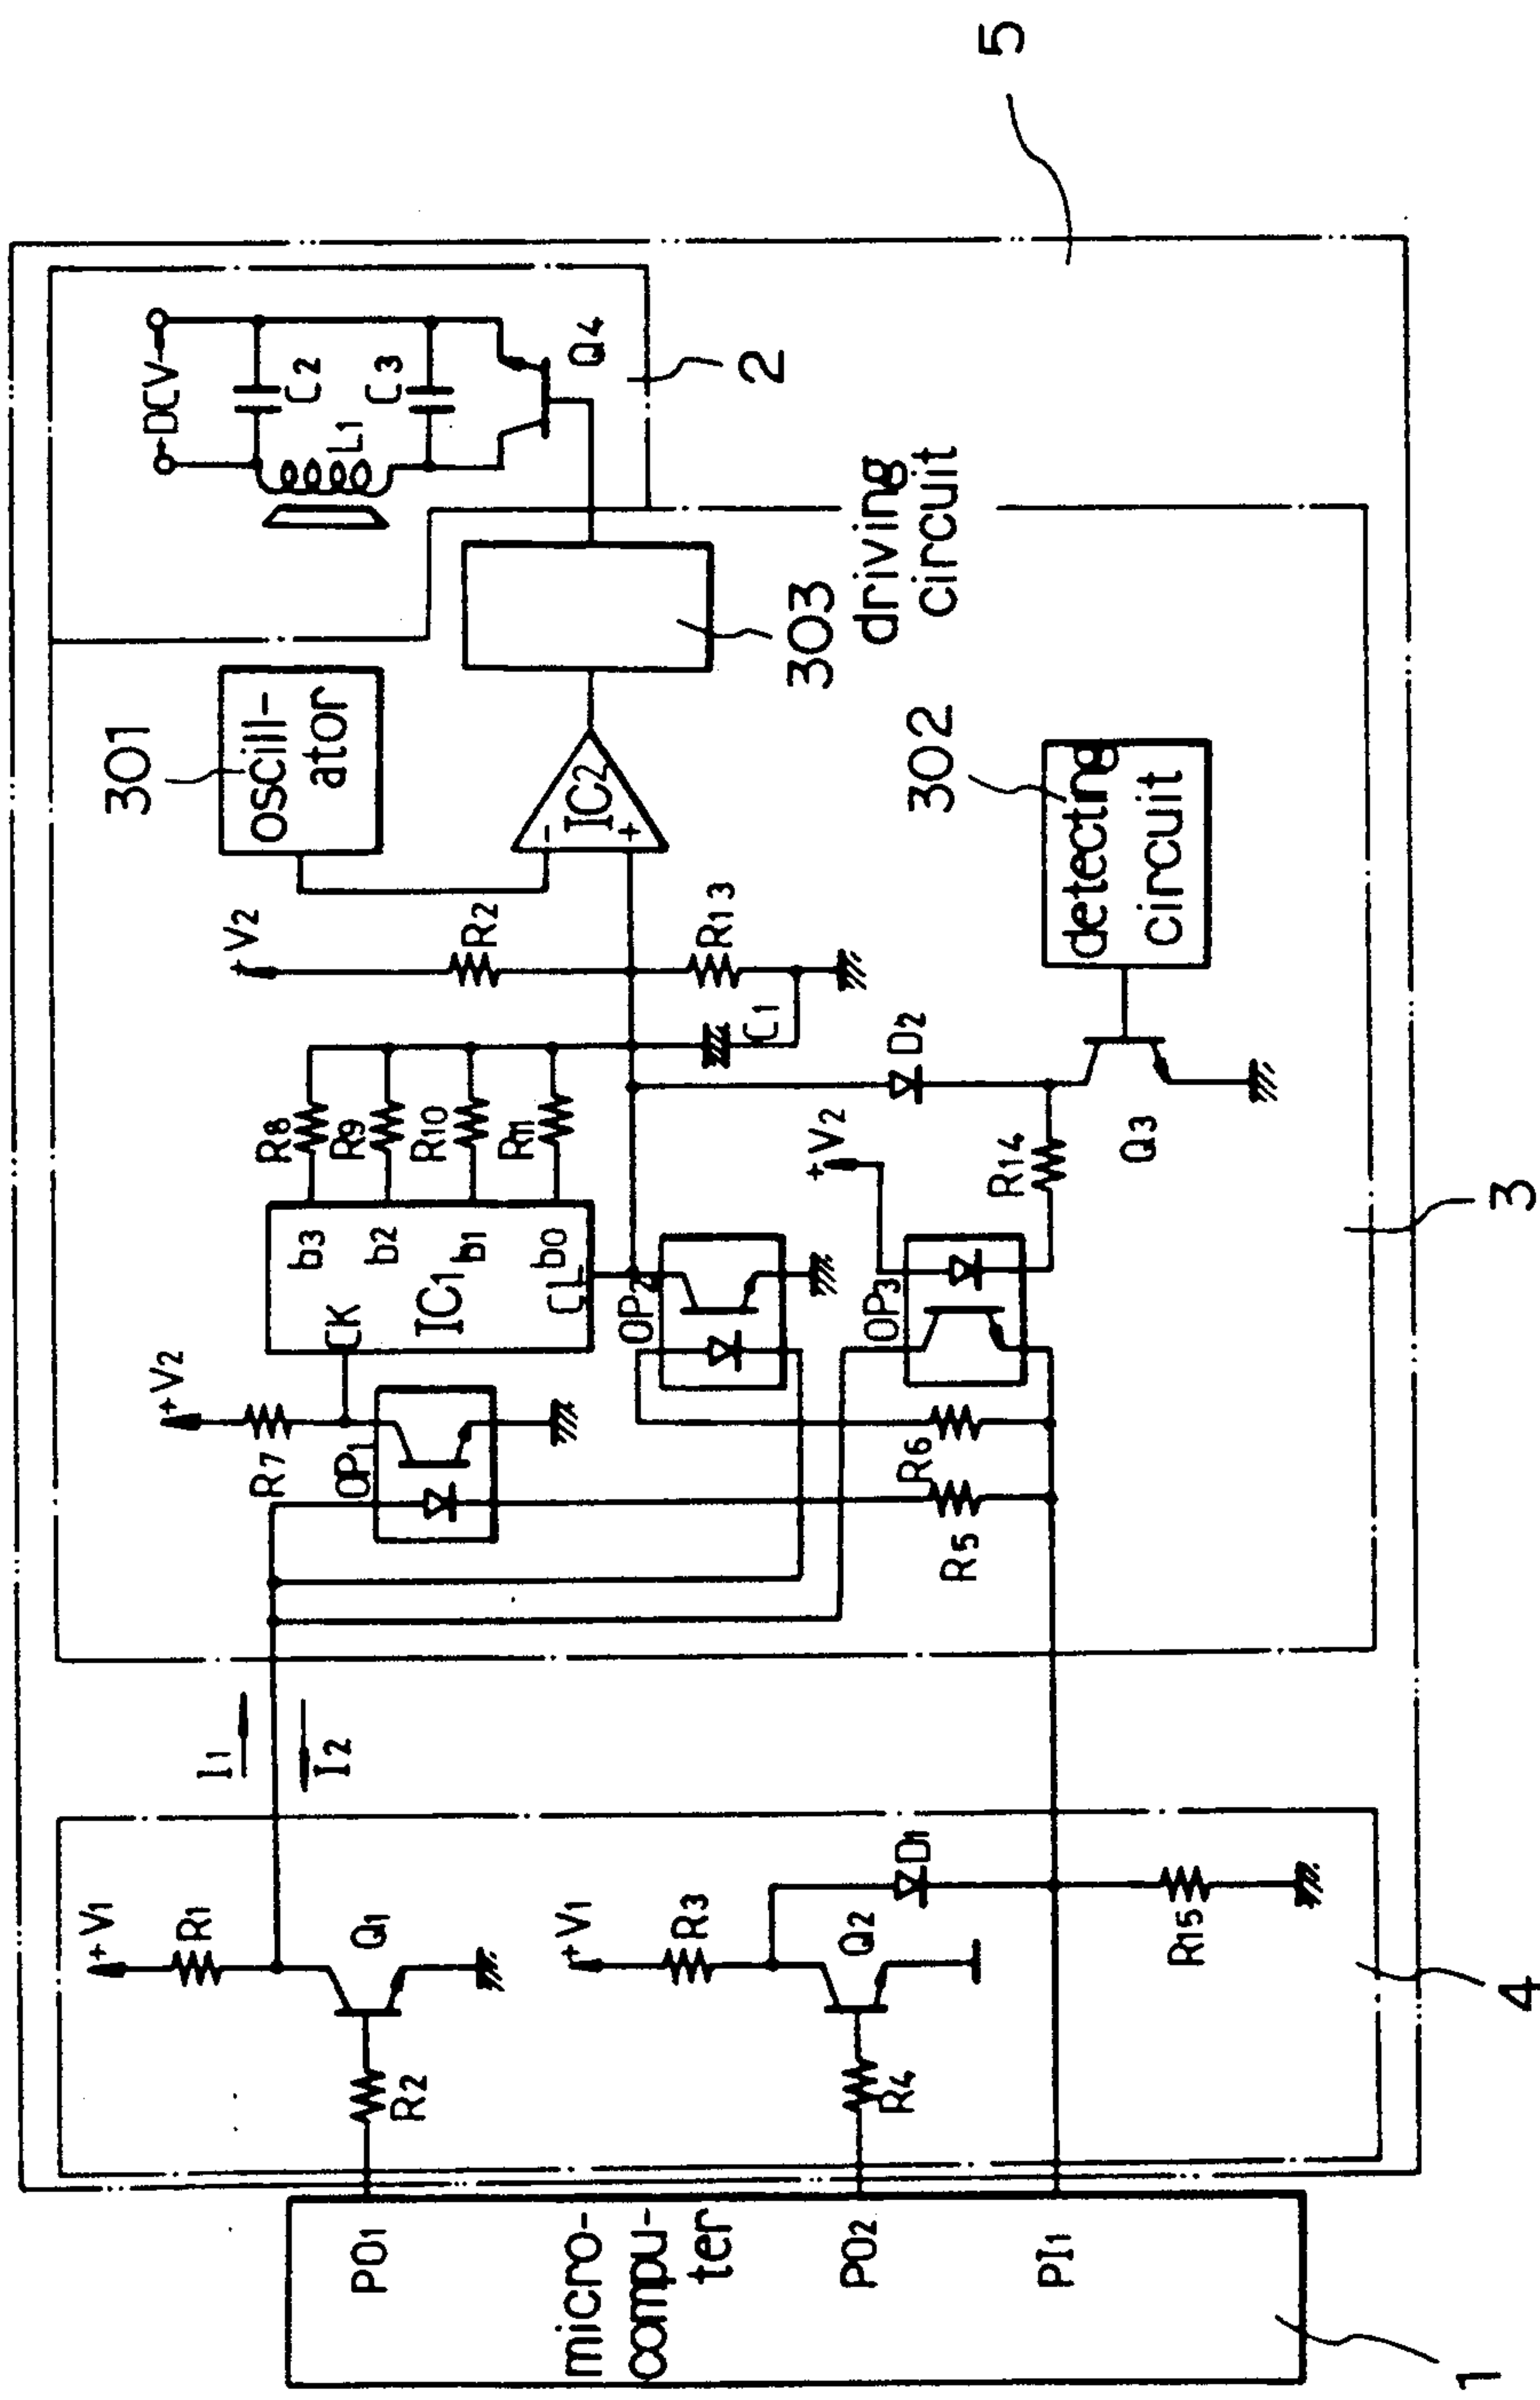 1
micro-
compu-
ter
PO1
PO2
PI1
R2
R4
+V1
R1
Q1
+V1
R3
Q2
D1
R15
4
I1
I2
+V2
R7
OP1
R5
R6
CK
IC1
CL
b3
b2
b1
b0
OP2
OP3
R8
R9
R10
R11
+V2
R14
D2
Q3
3
C1
+V2
R2
R13
IC2
-
+
oscill-
ator
301
detecting
circuit
302
303
driving
circuit
DCV
C2
C3
L1
Q4
2
5